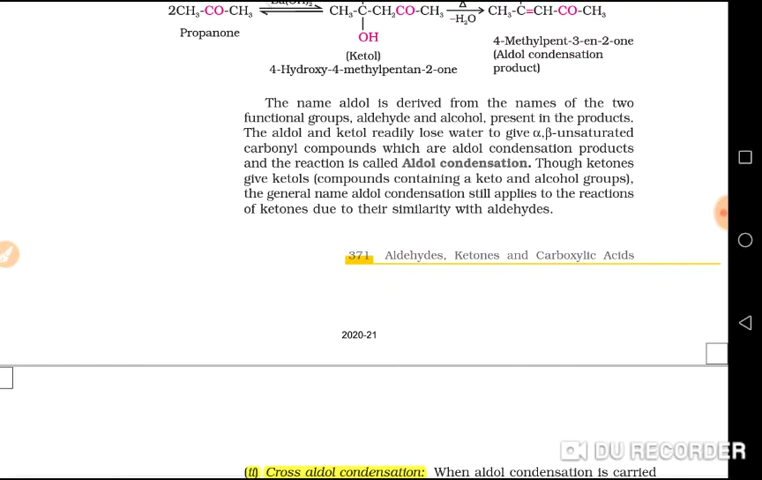 2CH₃-CO-CH₃ CH₃-C-CH₂CO-CH₃ Δ CH₃-C=CH-CO-CH₃
-H₂O
Propanone
OH
(Ketol)
4-Hydroxy-4-methylpentan-2-one
4-Methylpent-3-en-2-one
(Aldol condensation
product)
The name aldol is derived from the names of the two
functional groups, aldehyde and alcohol, present in the products.
The aldol and ketol readily lose water to give α,β-unsaturated
carbonyl compounds which are aldol condensation products
and the reaction is called Aldol condensation. Though ketones
give ketols (compounds containing a keto and alcohol groups),
the general name aldol condensation still applies to the reactions
of ketones due to their similarity with aldehydes.
371 Aldehydes, Ketones and Carboxylic Acids
2020-21
DU RECORDER
(ii) Cross aldol condensation: When aldol condensation is carried